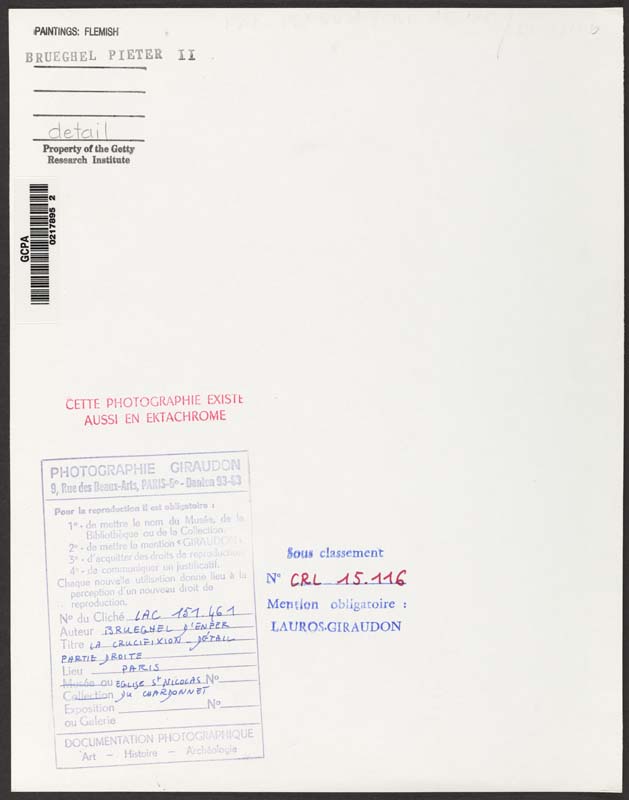 PAINTINGS: FLEMISH
BRUEGHEL PIETER II
detail
Property of the Getty
Research Institute
GCPA
0217895 2
CETTE PHOTOGRAPHIE EXISTE
AUSSI EN EKTACHROME
PHOTOGRAPHIE GIRAUDON
9, Rue des Beaux-Arts, PARIS-6e - Danton 93-63
Pour la reproduction il est obligatoire :
1° - de mettre le nom du Musée, de la
Bibliothèque ou de la Collection.
2° - de mettre la mention « GIRAUDON »
3° - d'acquitter des droits de reproduction
4° - de communiquer un justificatif.
Chaque nouvelle utilisation donne lieu à la
perception d'un nouveau droit de
reproduction.
N° du Cliché LAC 151.461
Auteur BRUEGHEL D'ENFER
Titre LA CRUCIFIXION - DÉTAIL
PARTIE DROITE
Lieu PARIS
Musée ou EGLISE St NICOLAS N°
Collection DU CHARDONNET
Exposition N°
ou Galerie
DOCUMENTATION PHOTOGRAPHIQUE
Art - Histoire - Archéologie
Sous classement
N° CRL 15.116
Mention obligatoire :
LAUROS-GIRAUDON